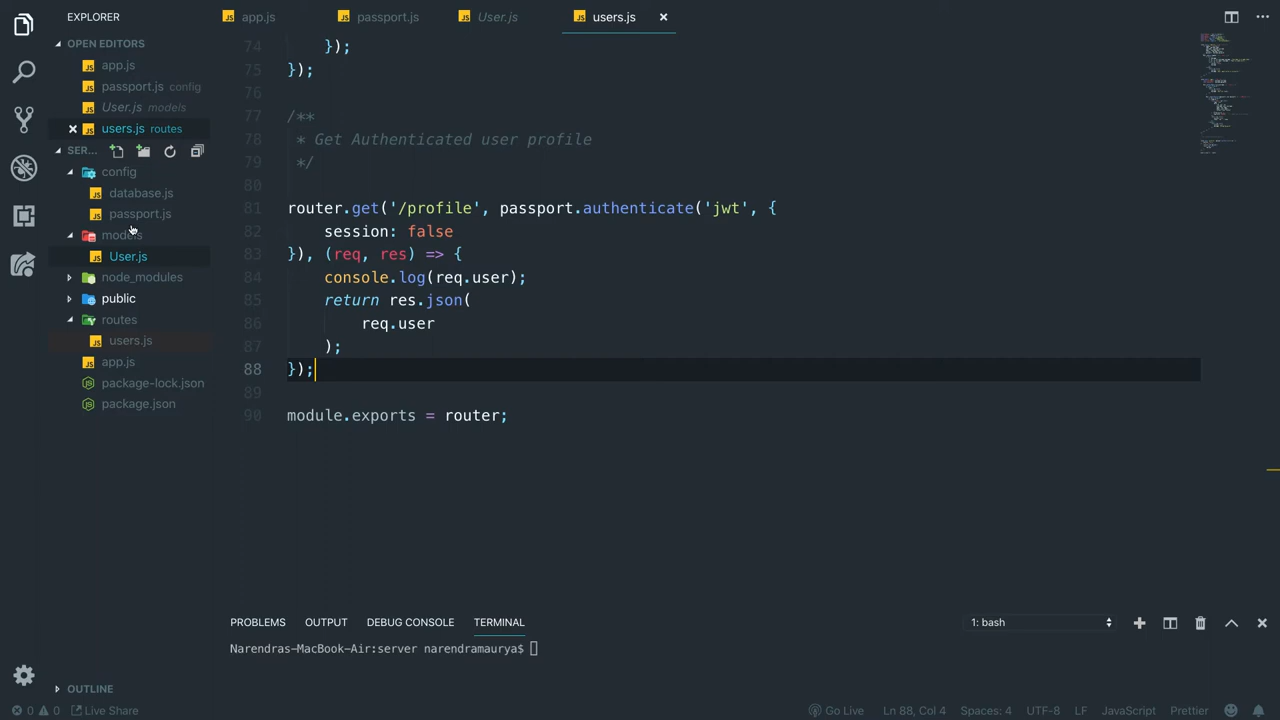 EXPLORER
app.js
passport.js
User.js
users.js
OPEN EDITORS
app.js
passport.js config
User.js models
users.js routes
SER...
config
database.js
passport.js
models
User.js
node_modules
public
routes
users.js
app.js
package-lock.json
package.json
OUTLINE
74 });
75 });
76
77 /**
78 * Get Authenticated user profile
79 */
80
81 router.get('/profile', passport.authenticate('jwt', {
82 session: false
83 }), (req, res) => {
84 console.log(req.user);
85 return res.json(
86 req.user
87 );
88 });
89
90 module.exports = router;
PROBLEMS OUTPUT DEBUG CONSOLE TERMINAL 1: bash
Narendras-MacBook-Air:server narendramaurya$
0 0 Live Share Go Live Ln 88, Col 4 Spaces: 4 UTF-8 LF JavaScript Prettier